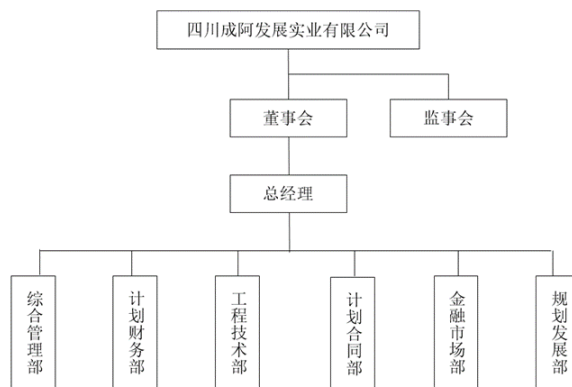 四川成阿发展实业有限公司
董事会
监事会
总经理
综合管理部
计划财务部
工程技术部
计划合同部
金融市场部
规划发展部